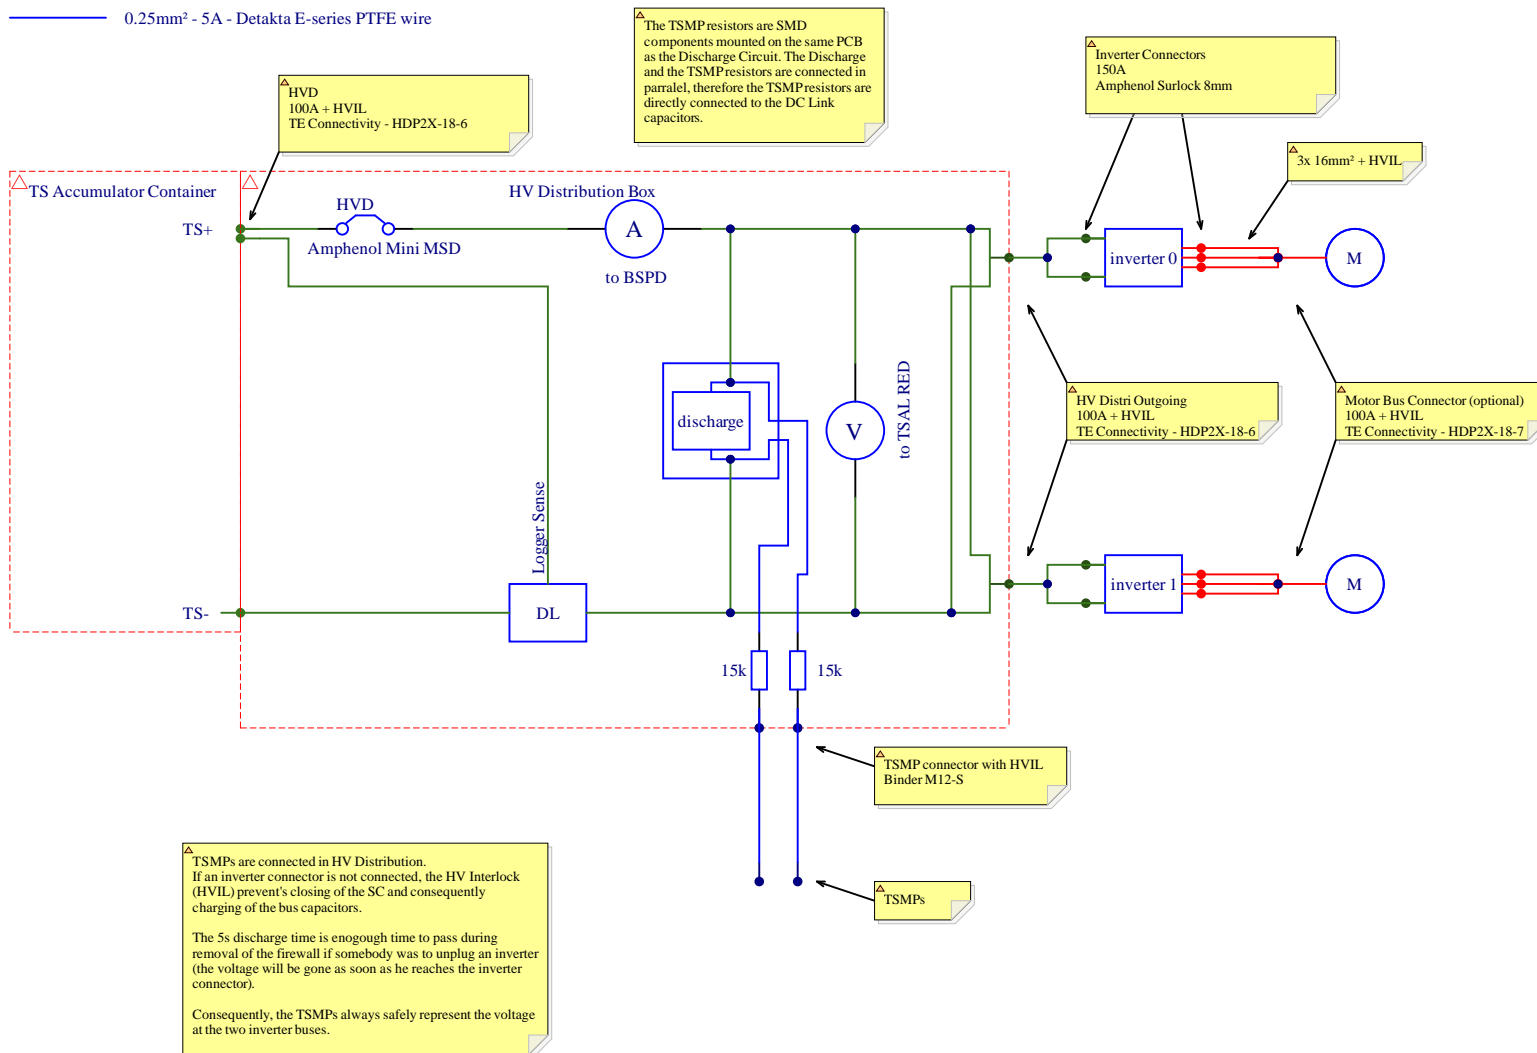 0.25mm² - 5A - Detakta E-series PTFE wire
The TSMP resistors are SMD
components mounted on the same PCB
as the Discharge Circuit. The Discharge
and the TSMP resistors are connected in
parralel, therefore the TSMP resistors are
directly connected to the DC Link
capacitors.
Inverter Connectors
150A
Amphenol Surlock 8mm
HVD
100A + HVIL
TE Connectivity - HDP2X-18-6
3x 16mm² + HVIL
TS Accumulator Container
HV Distribution Box
TS+
HVD
Amphenol Mini MSD
A
to BSPD
inverter 0
M
discharge
V
to TSAL RED
HV Distri Outgoing
100A + HVIL
TE Connectivity - HDP2X-18-6
Motor Bus Connector (optional)
100A + HVIL
TE Connectivity - HDP2X-18-7
Logger Sense
TS-
DL
inverter 1
M
15k
15k
TSMP connector with HVIL
Binder M12-S
TSMPs
TSMPs are connected in HV Distribution.
If an inverter connector is not connected, the HV Interlock
(HVIL) prevent's closing of the SC and consequently
charging of the bus capacitors.
The 5s discharge time is enogough time to pass during
removal of the firewall if somebody was to unplug an inverter
(the voltage will be gone as soon as he reaches the inverter
connector).
Consequently, the TSMPs always safely represent the voltage
at the two inverter buses.